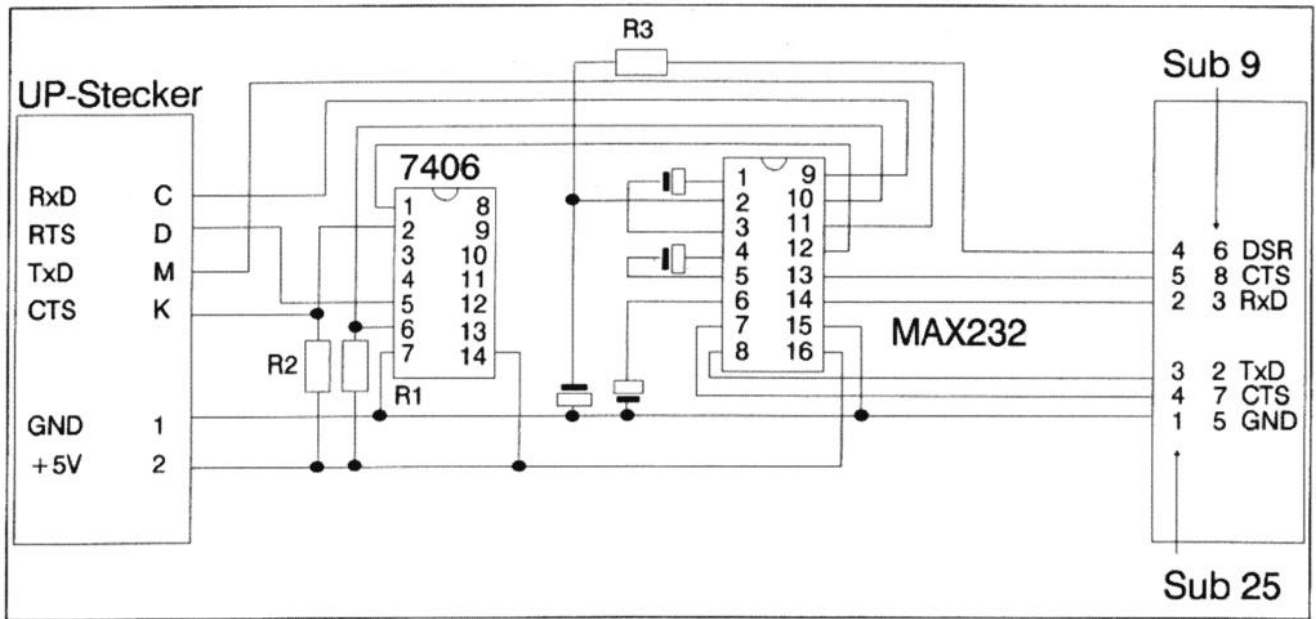 R3
Sub 9
UP-Stecker
7406
RxD C
RTS D
TxD M
CTS K
GND 1
+5V 2
R2
R1
1 8
2 9
3 10
4 11
5 12
6 13
7 14
1 9
2 10
3 11
4 12
5 13
6 14
7 15
8 16
MAX232
4 6 DSR
5 8 CTS
2 3 RxD
3 2 TxD
4 7 CTS
1 5 GND
Sub 25